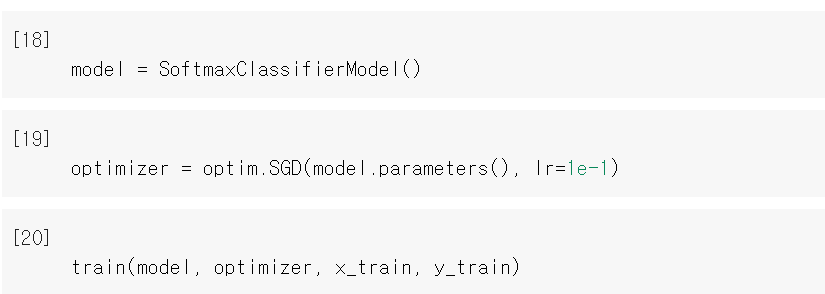 [18]
model = SoftmaxClassifierModel()
[19]
optimizer = optim.SGD(model.parameters(), lr=1e-1)
[20]
train(model, optimizer, x_train, y_train)